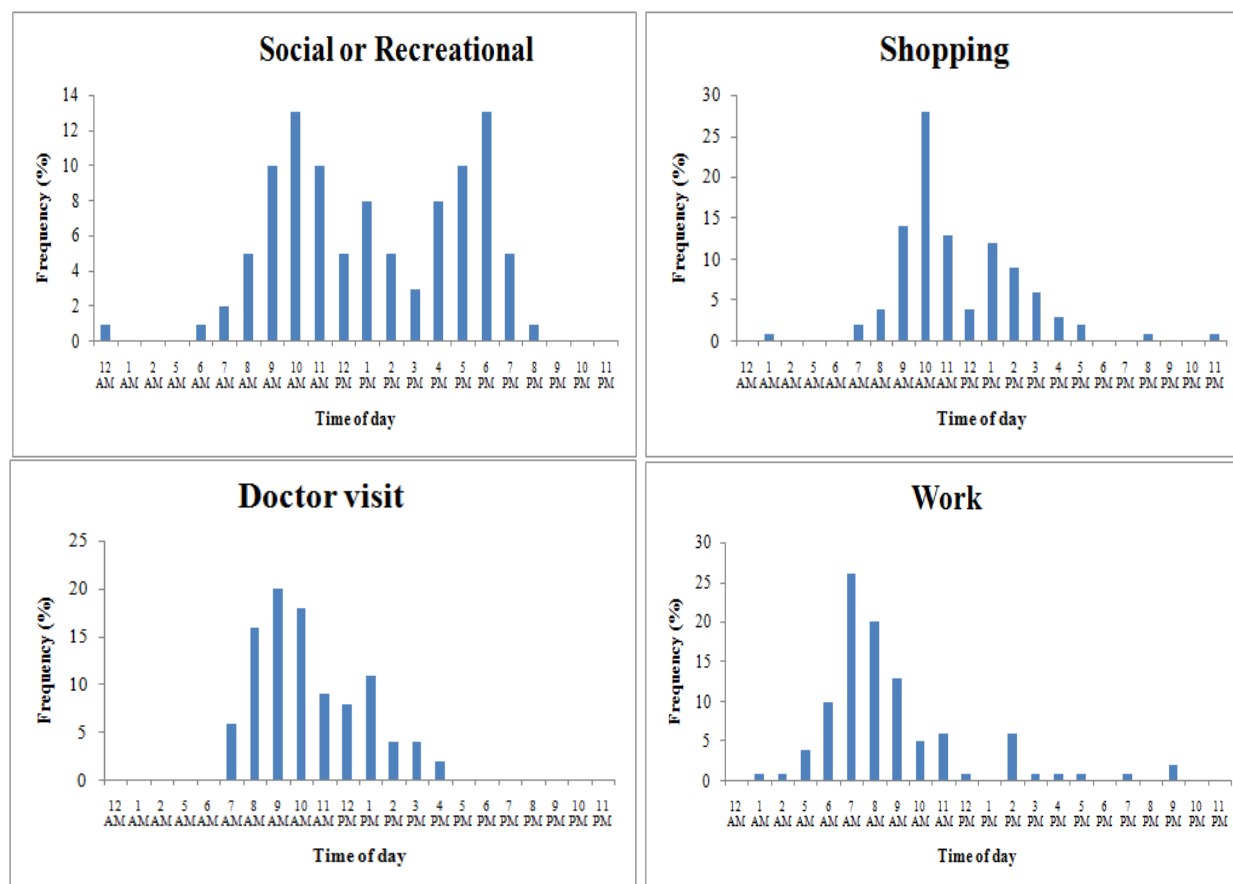 Social or Recreational
14
12
10
8
6
4
2
0
Frequency (%)
12 1 2 5 6 7 8 9 10 11 12 1 2 3 4 5 6 7 8 9 10 11
AM AM AM AM AM AM AM AM AM AM PM PM PM PM PM PM PM PM PM PM PM PM
Time of day
Shopping
30
25
20
15
10
5
0
Frequency (%)
12 1 2 5 6 7 8 9 10 11 12 1 2 3 4 5 6 7 8 9 10 11
AM AM AM AM AM AM AM AM AM AM PM PM PM PM PM PM PM PM PM PM PM PM
Time of day
Doctor visit
25
20
15
10
5
0
Frequency (%)
12 1 2 5 6 7 8 9 10 11 12 1 2 3 4 5 6 7 8 9 10 11
AM AM AM AM AM AM AM AM AM AM PM PM PM PM PM PM PM PM PM PM PM PM
Time of day
Work
30
25
20
15
10
5
0
Frequency (%)
12 1 2 5 6 7 8 9 10 11 12 1 2 3 4 5 6 7 8 9 10 11
AM AM AM AM AM AM AM AM AM AM PM PM PM PM PM PM PM PM PM PM PM PM
Time of day